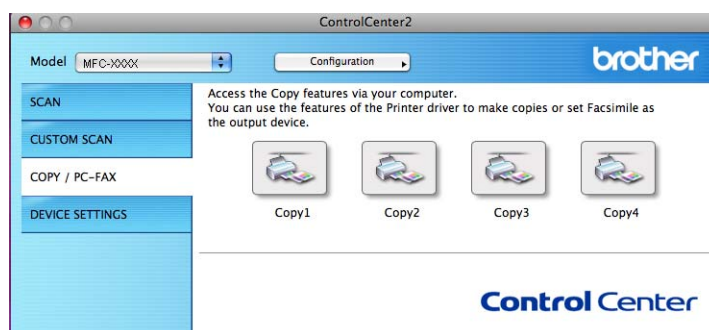 ControlCenter2
Model MFC-XXXX Configuration brother
SCAN
CUSTOM SCAN
COPY / PC-FAX
DEVICE SETTINGS
Access the Copy features via your computer.
You can use the features of the Printer driver to make copies or set Facsimile as
the output device.
Copy1 Copy2 Copy3 Copy4
Control Center